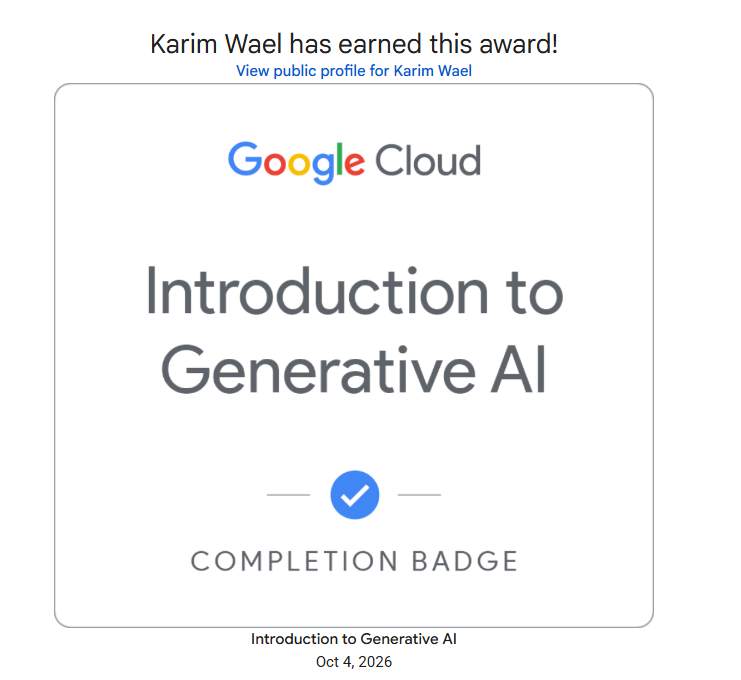 Karim Wael has earned this award!
View public profile for Karim Wael
Google Cloud
Introduction to
Generative AI
COMPLETION BADGE
Introduction to Generative AI
Oct 4, 2026